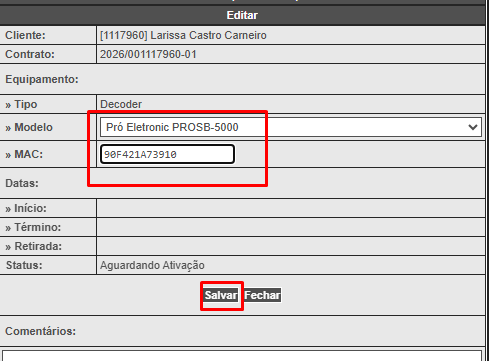 Editar
Cliente: [1117960] Larissa Castro Carneiro
Contrato: 2026/001117960-01
Equipamento:
» Tipo Decoder
» Modelo Pró Eletronic PROSB-5000
» MAC: 90F421A73910
Datas:
» Início:
» Término:
» Retirada:
Status: Aguardando Ativação
Salvar Fechar
Comentários: